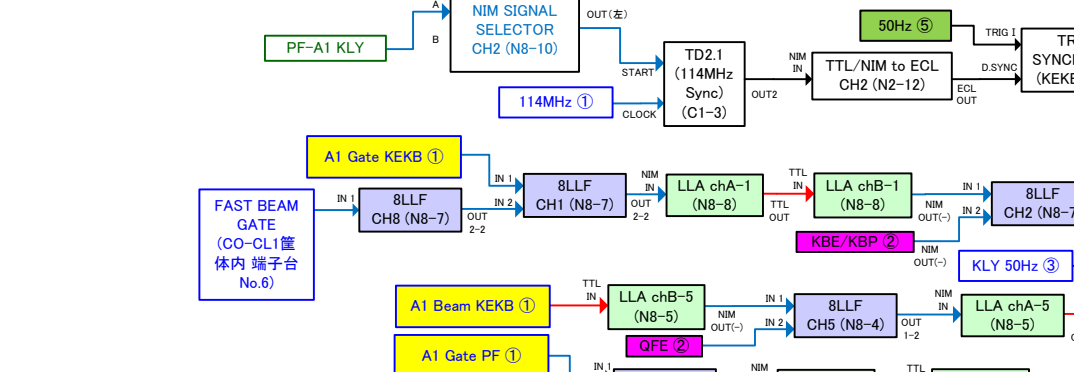 A
B
NIM SIGNAL
SELECTOR
CH2 (N8-10)
OUT(左)
PF-A1 KLY
START
114MHz ①
CLOCK
TD2.1
(114MHz
Sync)
(C1-3)
OUT2
NIM
IN
TTL/NIM to ECL
CH2 (N2-12)
ECL
OUT
50Hz ⑤
TRIG I
D.SYNC
A1 Gate KEKB ①
FAST BEAM
GATE
(CO-CL1筐
体内 端子台
No.6)
IN 1
8LLF
CH8 (N8-7)
OUT
2-2
IN 1
IN 2
8LLF
CH1 (N8-7)
OUT
2-2
NIM
IN
LLA chA-1
(N8-8)
TTL
OUT
TTL
IN
LLA chB-1
(N8-8)
NIM
OUT(-)
KBE/KBP ②
NIM
OUT(-)
IN 1
IN 2
8LLF
KLY 50Hz ③
A1 Beam KEKB ①
TTL
IN
LLA chB-5
(N8-5)
NIM
OUT(-)
QFE ②
IN 1
IN 2
8LLF
CH5 (N8-4)
OUT
1-2
NIM
IN
LLA chA-5
(N8-5)
A1 Gate PF ①
IN 1
NIM
TTL